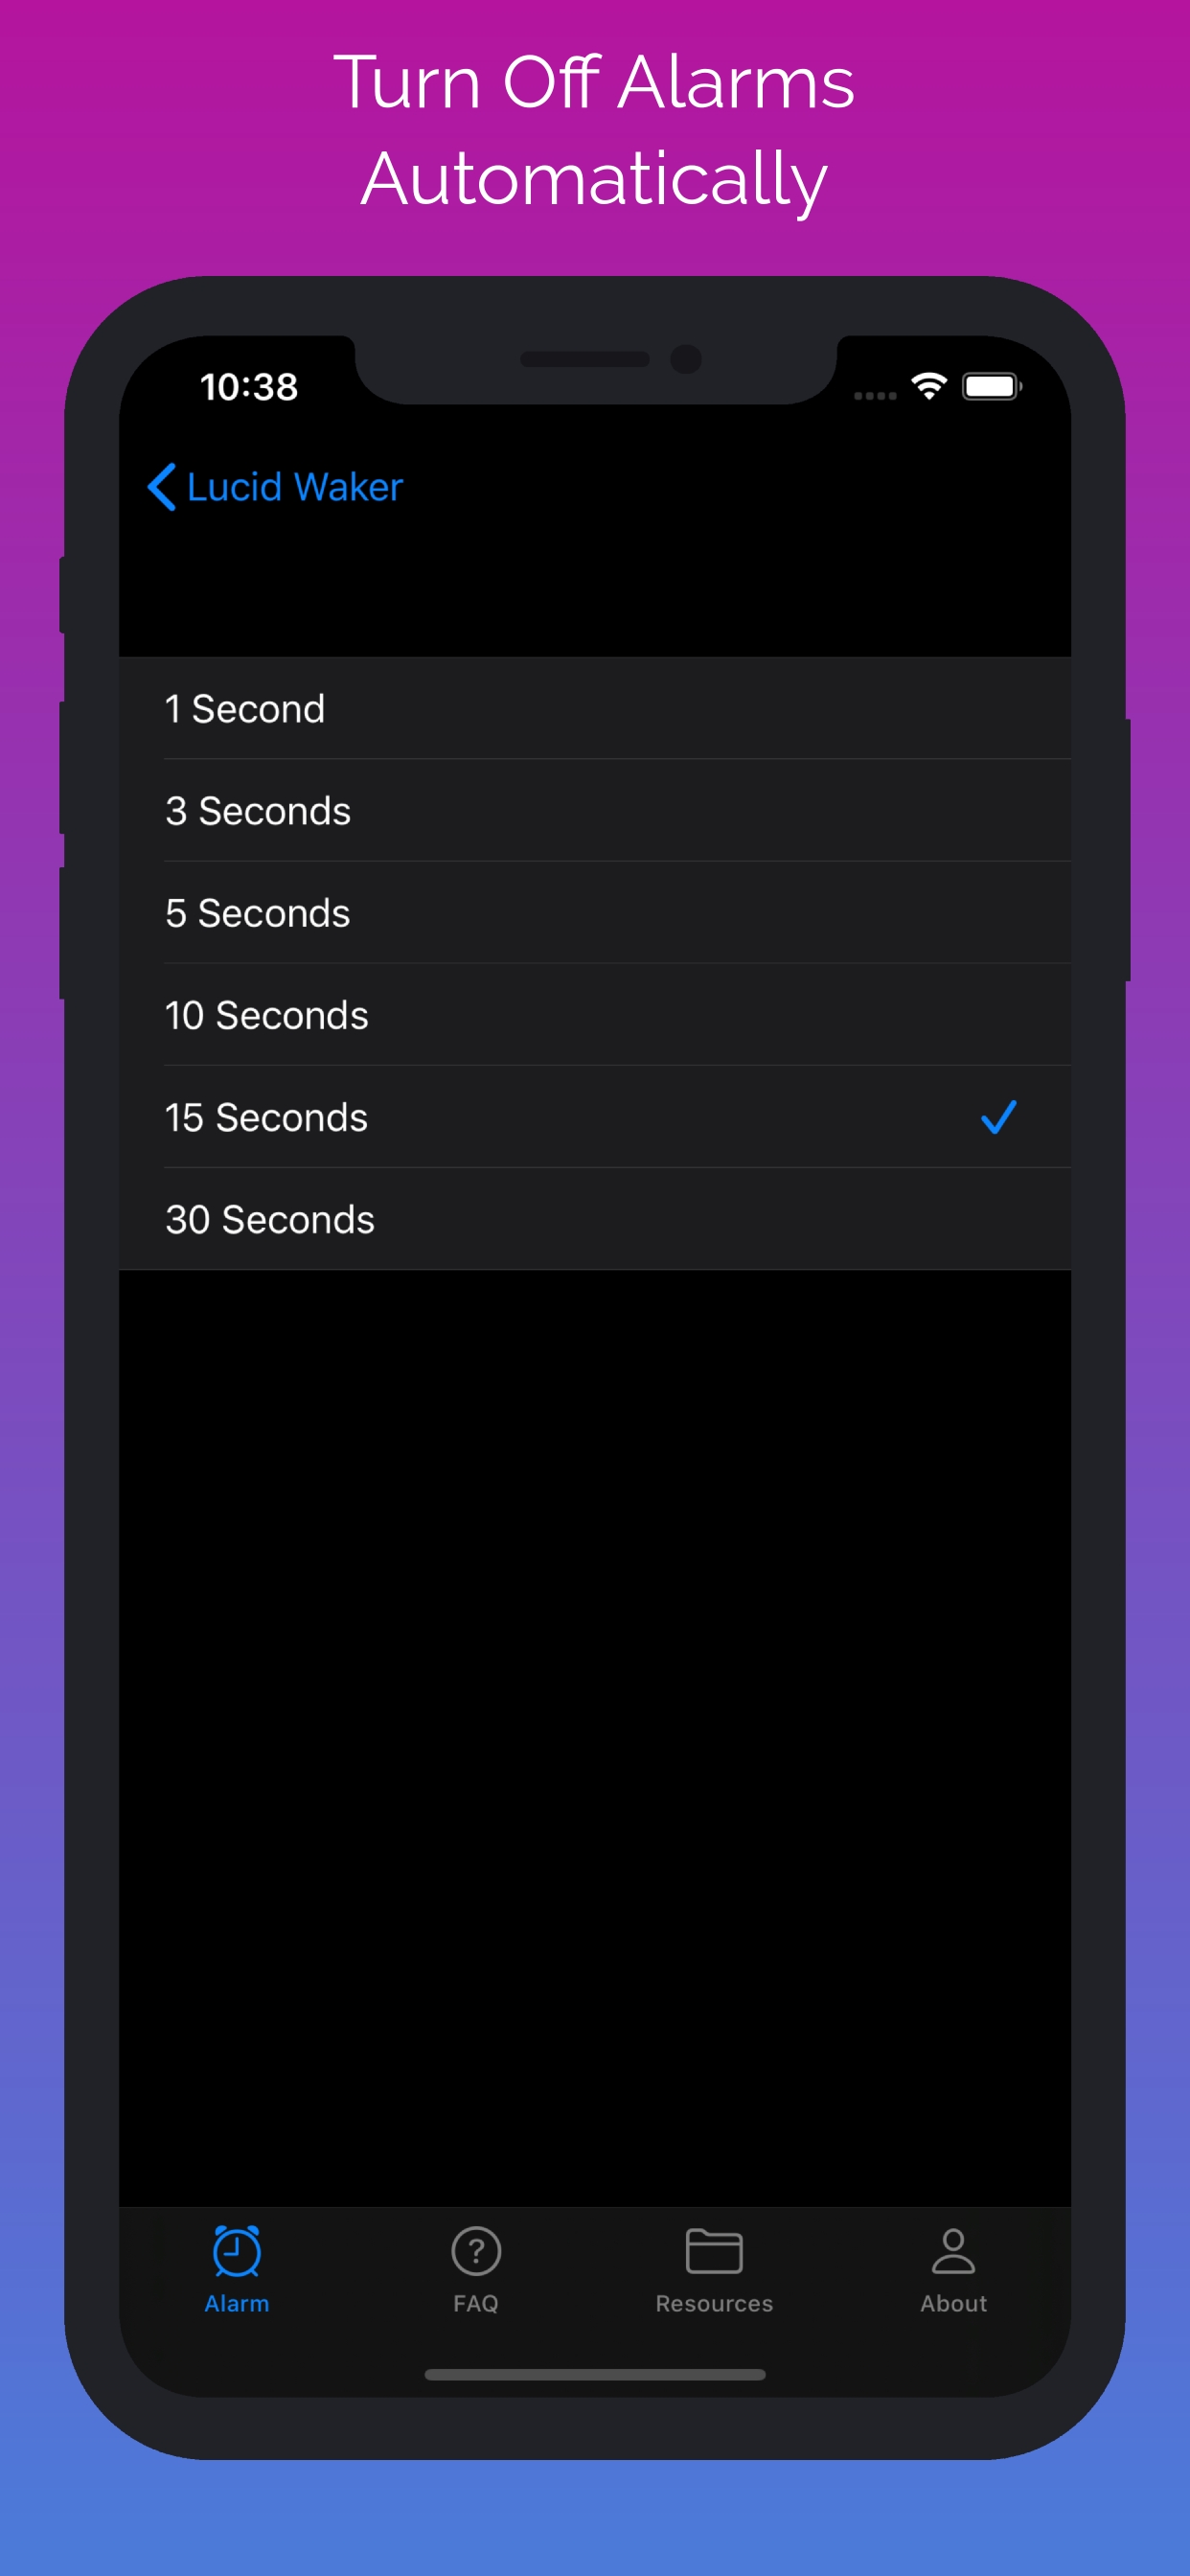 Turn Off Alarms
Automatically
10:38
Lucid Waker
1 Second
3 Seconds
5 Seconds
10 Seconds
15 Seconds
30 Seconds
Alarm
FAQ
Resources
About